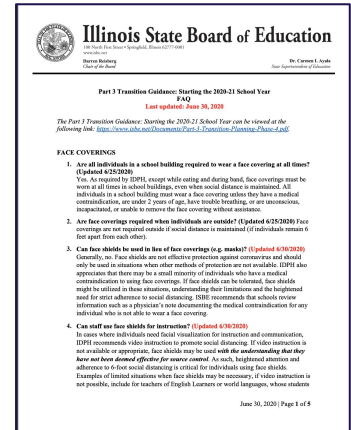 Illinois State Board of Education
100 North First Street • Springfield, Illinois 62777-0001
www.isbe.net
Darren Reisberg
Chair of the Board
Dr. Carmen I. Ayala
State Superintendent of Education
Part 3 Transition Guidance: Starting the 2020-21 School Year
FAQ
Last updated: June 30, 2020
The Part 3 Transition Guidance: Starting the 2020-21 School Year can be viewed at the
following link: https://www.isbe.net/Documents/Part-3-Transition-Planning-Phase-4.pdf.
FACE COVERINGS
1. Are all individuals in a school building required to wear a face covering at all times?
(Updated 6/25/2020)
Yes. As required by IDPH, except while eating and during band, face coverings must be
worn at all times in school buildings, even when social distance is maintained. All
individuals in a school building must wear a face covering unless they have a medical
contraindication, are under 2 years of age, have trouble breathing, or are unconscious,
incapacitated, or unable to remove the face covering without assistance.
2. Are face coverings required when individuals are outside? (Updated 6/25/2020) Face
coverings are not required outside if social distance is maintained (if individuals remain 6
feet apart from each other).
3. Can face shields be used in lieu of face coverings (e.g. masks)? (Updated 6/30/2020)
Generally, no. Face shields are not effective protection against coronavirus and should
only be used in situations when other methods of protection are not available. IDPH also
appreciates that there may be a small minority of individuals who have a medical
contraindication to using face coverings. If face shields can be tolerated, face shields
might be utilized in these situations, understanding their limitations and the heightened
need for strict adherence to social distancing. ISBE recommends that schools review
information such as a physician's note documenting the medical contraindication for any
individual who is not able to wear a face covering.
4. Can staff use face shields for instruction? (Updated 6/30/2020)
In cases where individuals need facial visualization for instruction and communication,
IDPH recommends video instruction to promote social distancing. If video instruction is
not available or appropriate, face shields may be used with the understanding that they
have not been deemed effective for source control. As such, heightened attention and
adherence to 6-foot social distancing is critical for individuals using face shields.
Examples of limited situations when face shields may be necessary, if video instruction is
not possible, include for teachers of English Learners or world languages, whose students
June 30, 2020 | Page 1 of 5